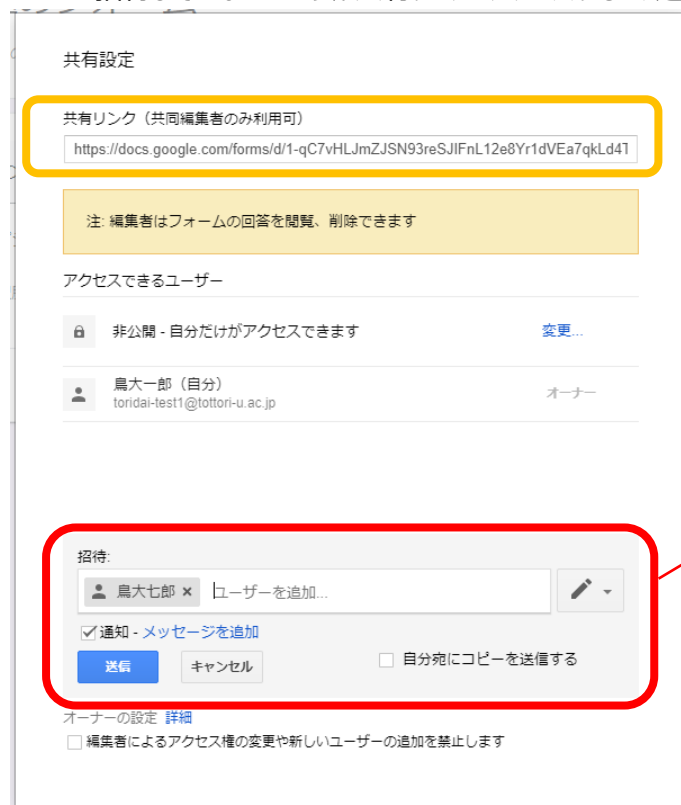 共有設定
共有リンク（共同編集者のみ利用可）
https://docs.google.com/forms/d/1-qC7vHLJmZJSN93reSJIFnL12e8Yr1dVEa7qkLd4T
注: 編集者はフォームの回答を閲覧、削除できます
アクセスできるユーザー
非公開 - 自分だけがアクセスできます 変更...
鳥大一郎（自分） オーナー
toridai-test1@tottori-u.ac.jp
招待:
鳥大七郎 × ユーザーを追加...
通知 - メッセージを追加
送信 キャンセル 自分宛にコピーを送信する
オーナーの設定 詳細
編集者によるアクセス権の変更や新しいユーザーの追加を禁止します